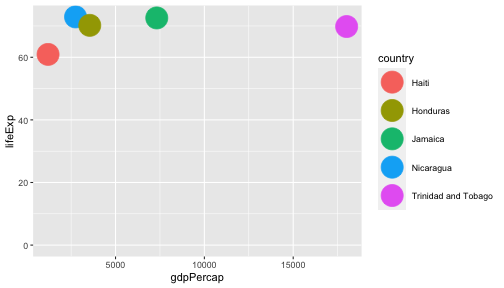 60
40
20
0
lifeExp
5000
10000
15000
gdpPercap
country
Haiti
Honduras
Jamaica
Nicaragua
Trinidad and Tobago